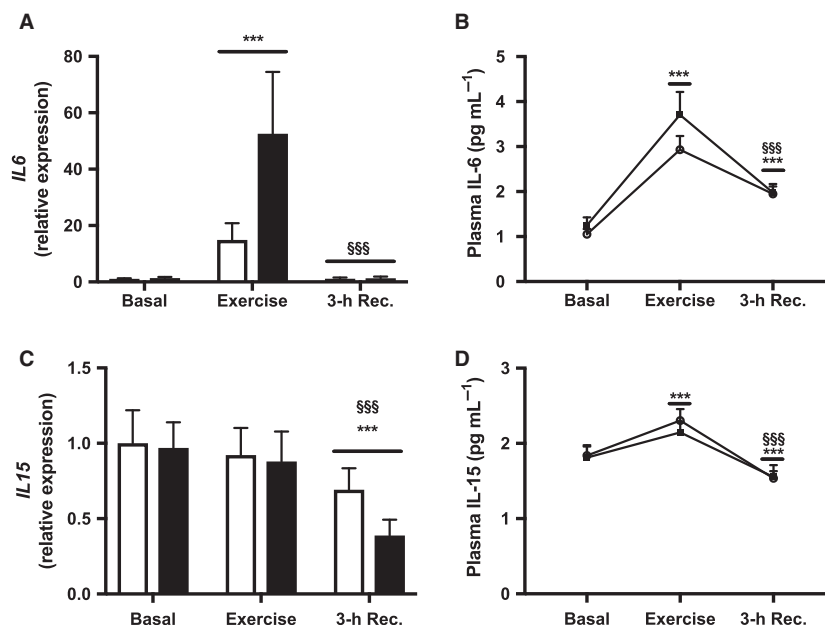 A
IL6
(relative expression)
80
60
40
20
0
***
§§§
Basal Exercise 3-h Rec.
B
Plasma IL-6 (pg mL⁻¹)
5
4
3
2
1
0
***
§§§
***
Basal Exercise 3-h Rec.
C
IL15
(relative expression)
1.5
1.0
0.5
0.0
§§§
***
Basal Exercise 3-h Rec.
D
Plasma IL-15 (pg mL⁻¹)
3
2
1
0
***
§§§
***
Basal Exercise 3-h Rec.